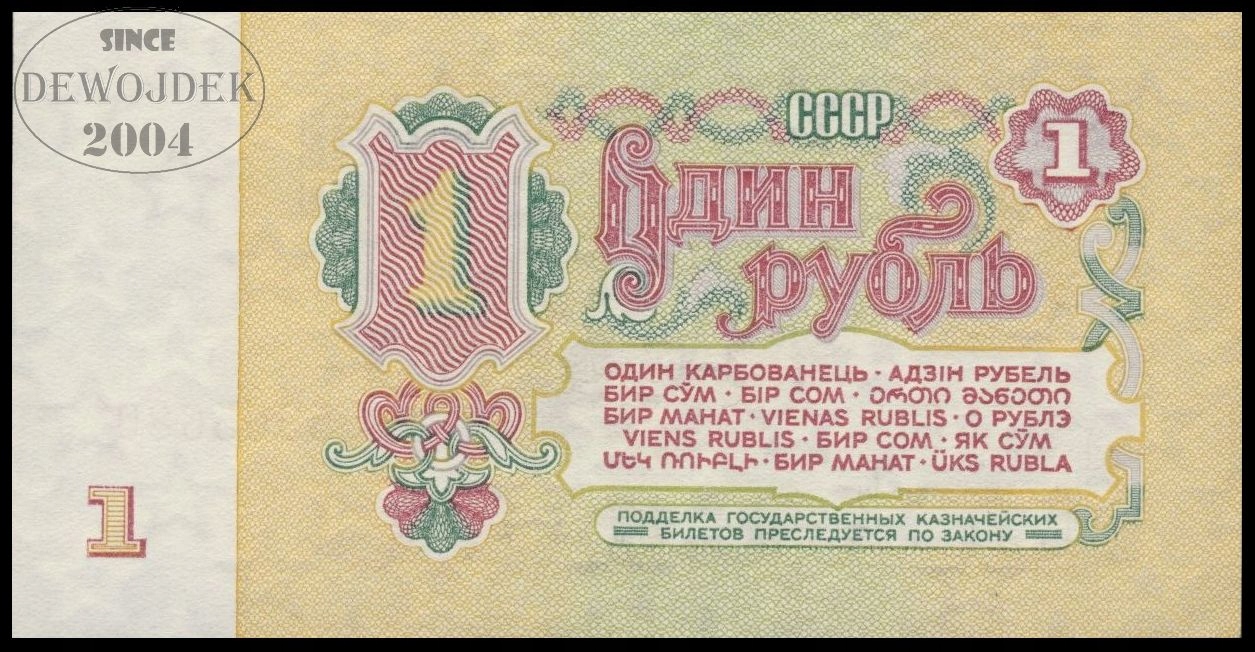 SINCE
DEWOJDEK
2004
СССР
1
1
Один
рубль
ОДИН КАРБОВАНЕЦЬ · АДЗІН РУБЕЛЬ
БИР СЎМ · БІР СОМ · ერთი მანეთი
БИР МАНАТ · VIENAS RUBLIS · О РУБЛЭ
VIENS RUBLIS · БИР СОМ · ЯК СӮМ
ՄԵԿ ՌՈՒԲԼԻ · БИР МАНАТ · ÜKS RUBLA
ПОДДЕЛКА ГОСУДАРСТВЕННЫХ КАЗНАЧЕЙСКИХ
БИЛЕТОВ ПРЕСЛЕДУЕТСЯ ПО ЗАКОНУ
1